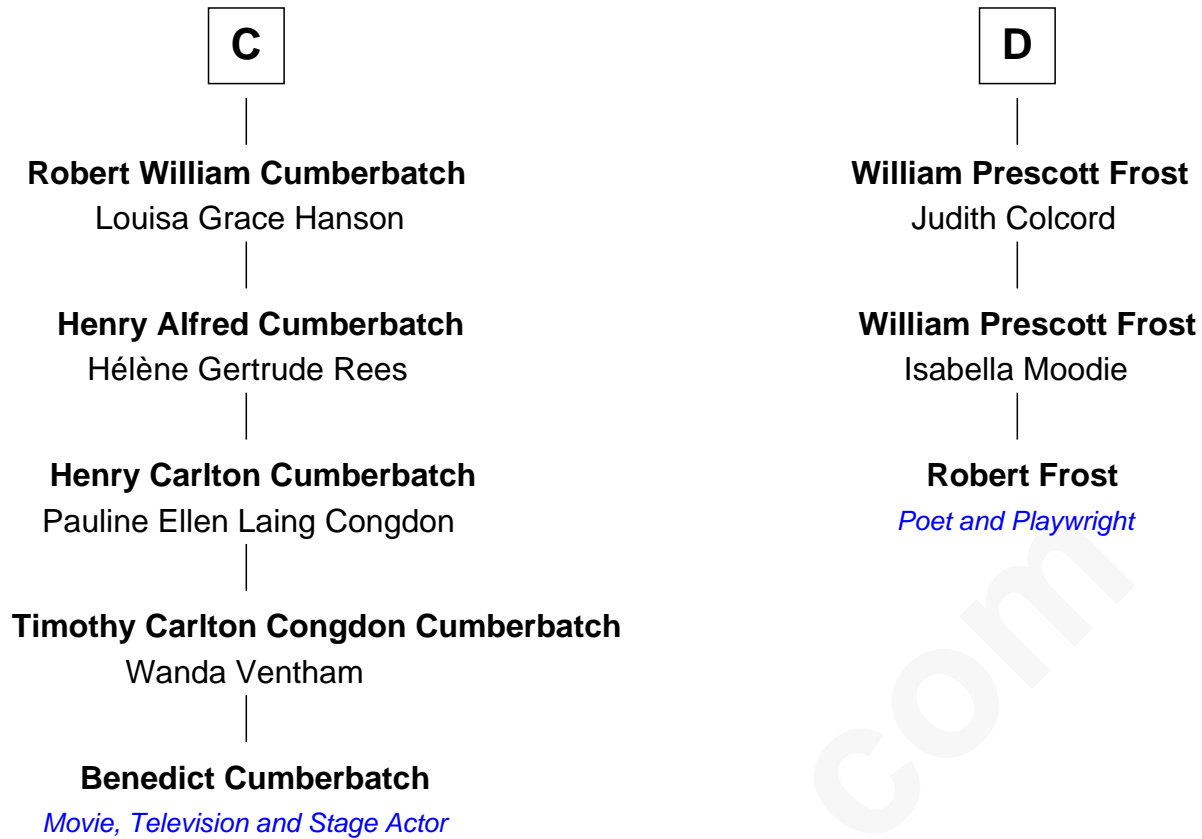 C
Robert William Cumberbatch
Louisa Grace Hanson
Henry Alfred Cumberbatch
Hélène Gertrude Rees
Henry Carlton Cumberbatch
Pauline Ellen Laing Congdon
Timothy Carlton Congdon Cumberbatch
Wanda Ventham
Benedict Cumberbatch
Movie, Television and Stage Actor
D
William Prescott Frost
Judith Colcord
William Prescott Frost
Isabella Moodie
Robert Frost
Poet and Playwright
com